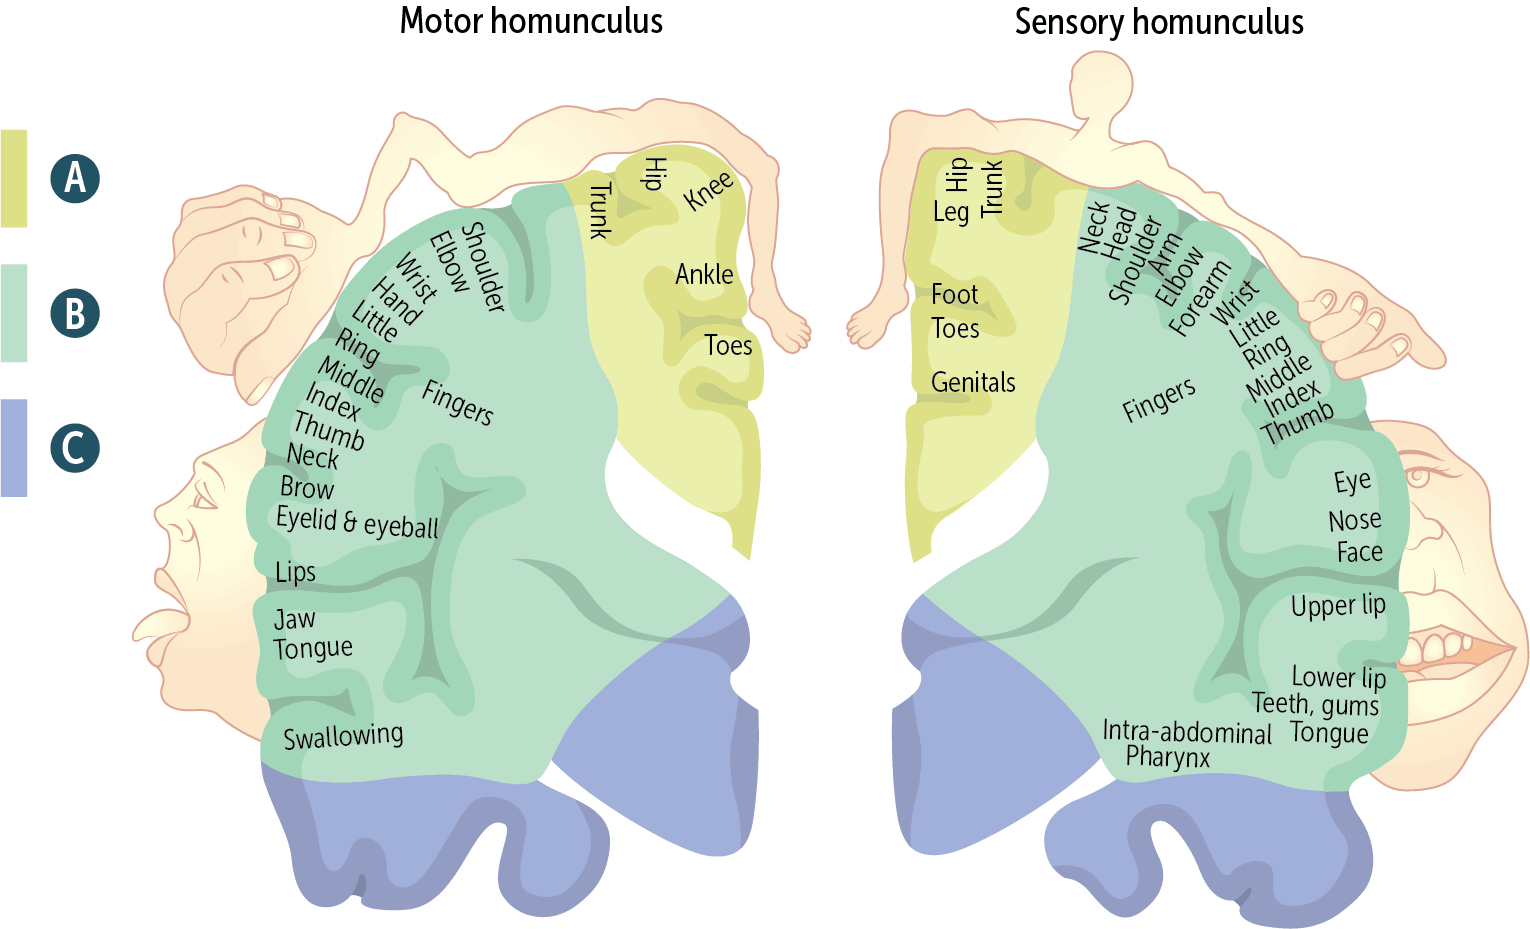 Motor homunculus
Sensory homunculus
A
B
C
Trunk
Hip
Knee
Ankle
Toes
Shoulder
Elbow
Wrist
Hand
Little
Ring
Middle
Index
Thumb
Fingers
Neck
Brow
Eyelid & eyeball
Lips
Jaw
Tongue
Swallowing
Hip
Trunk
Leg
Foot
Toes
Genitals
Neck
Head
Shoulder
Arm
Elbow
Forearm
Wrist
Little
Ring
Middle
Index
Thumb
Fingers
Eye
Nose
Face
Upper lip
Lower lip
Teeth, gums
Tongue
Intra-abdominal
Pharynx